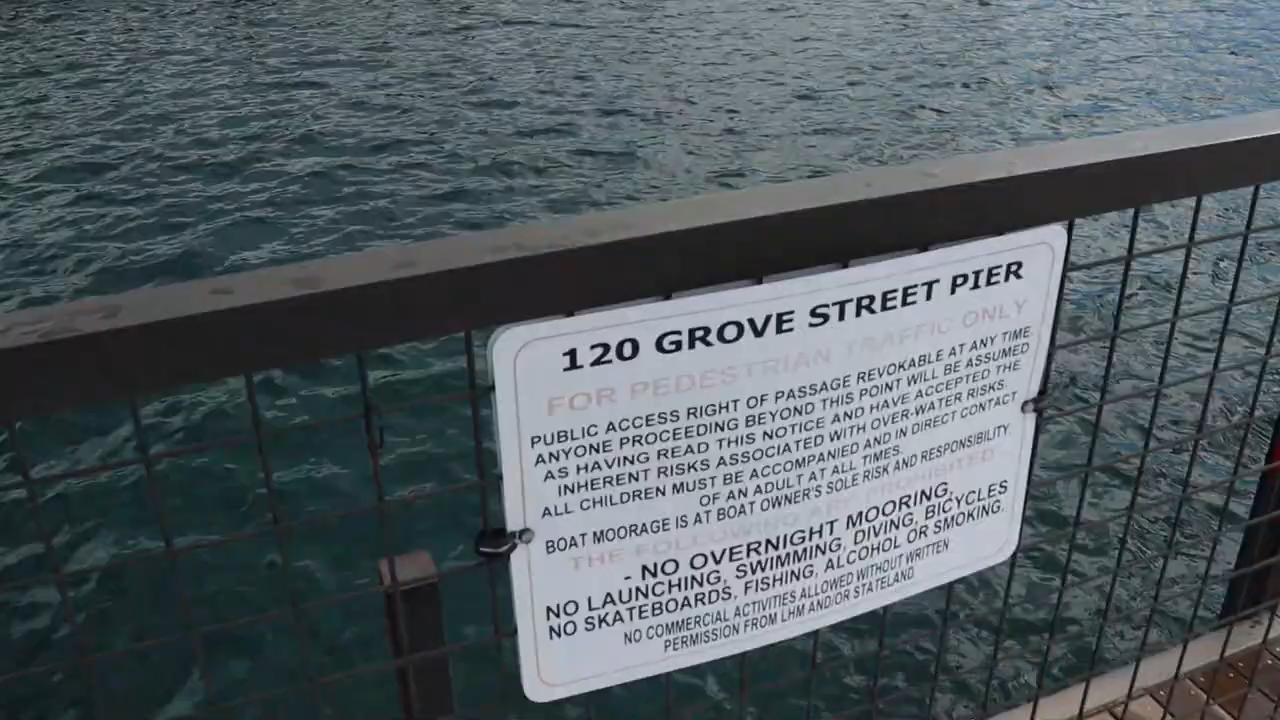 120 GROVE STREET PIER
FOR PEDESTRIAN TRAFFIC ONLY
PUBLIC ACCESS RIGHT OF PASSAGE REVOKABLE AT ANY TIME
ANYONE PROCEEDING BEYOND THIS POINT WILL BE ASSUMED
AS HAVING READ THIS NOTICE AND HAVE ACCEPTED THE
INHERENT RISKS ASSOCIATED WITH OVER-WATER RISKS.
ALL CHILDREN MUST BE ACCOMPANIED AND IN DIRECT CONTACT
OF AN ADULT AT ALL TIMES.
BOAT MOORAGE IS AT BOAT OWNER'S SOLE RISK AND RESPONSIBILITY.
THE FOLLOWING ARE PROHIBITED
- NO OVERNIGHT MOORING,
NO LAUNCHING, SWIMMING, DIVING, BICYCLES
NO SKATEBOARDS, FISHING, ALCOHOL OR SMOKING.
NO COMMERCIAL ACTIVITIES ALLOWED WITHOUT WRITTEN
PERMISSION FROM LHM AND/OR STATELAND